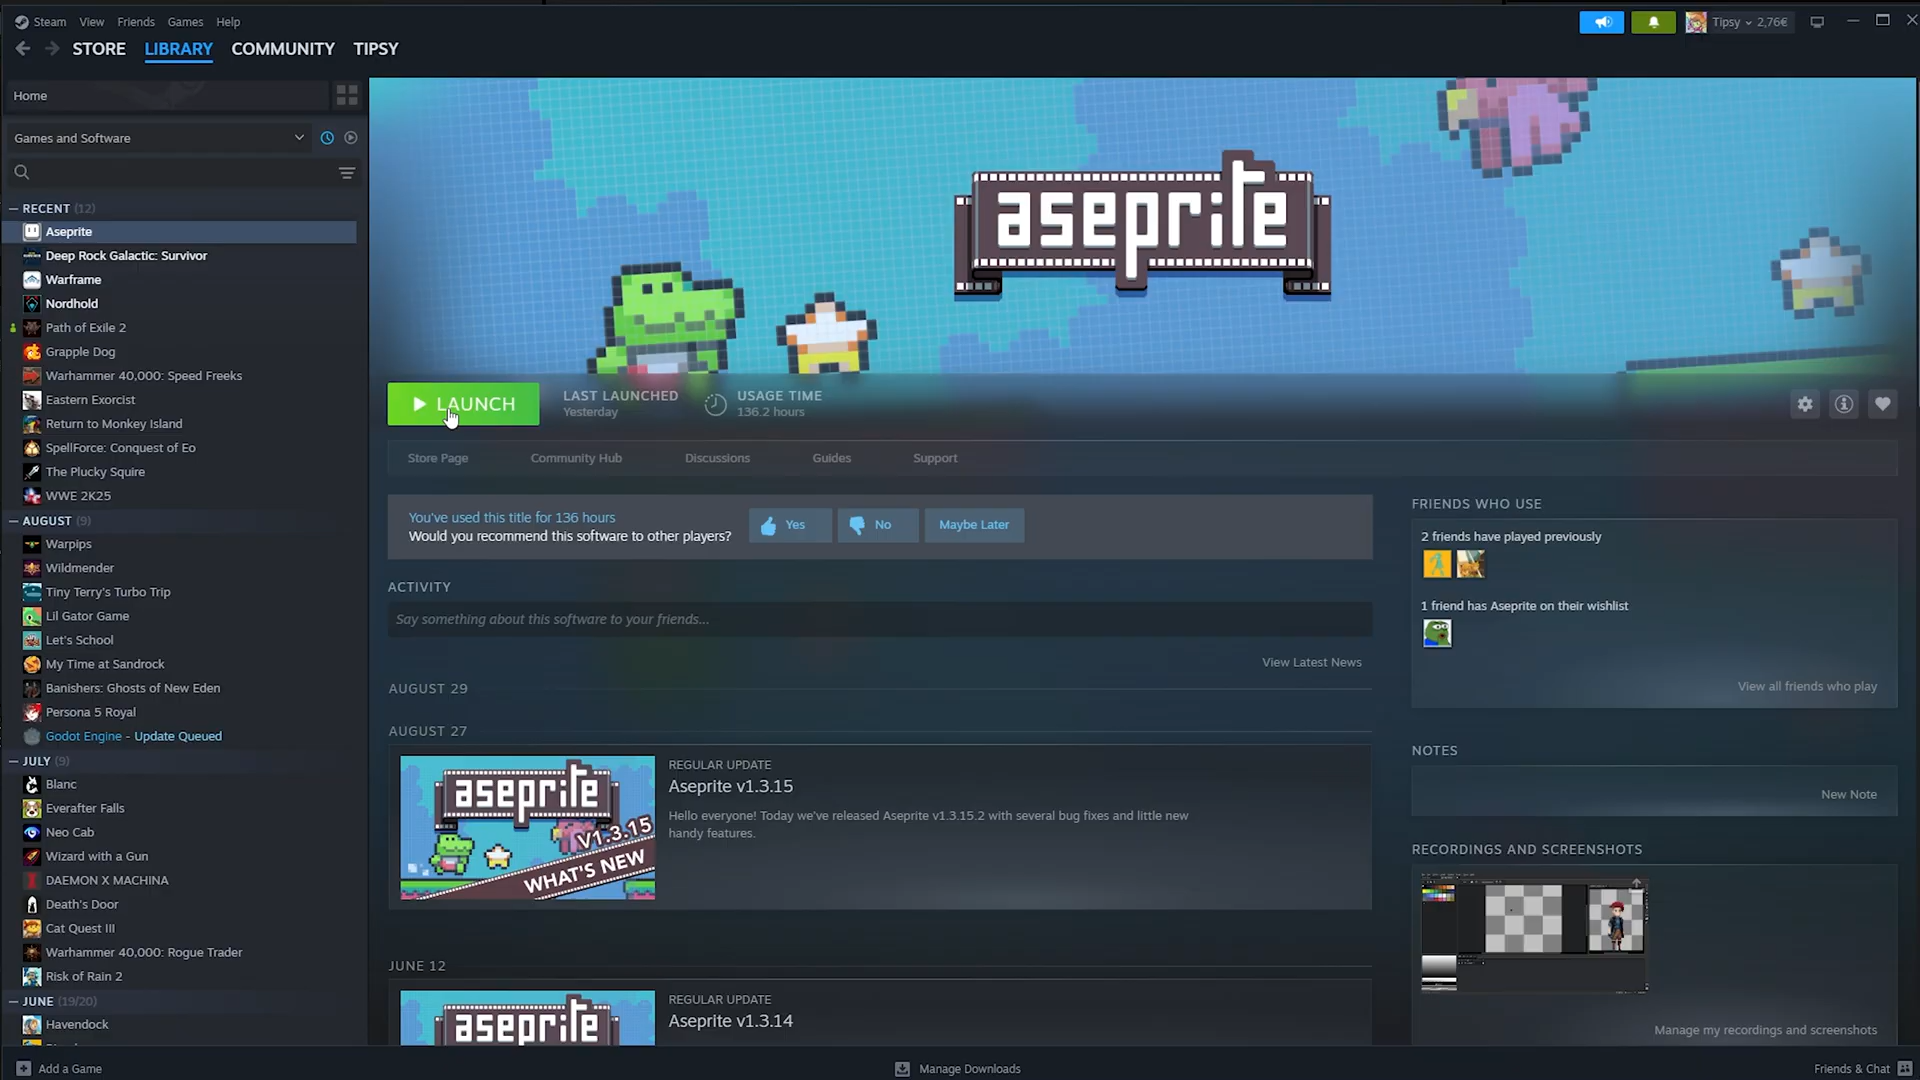 Steam
View
Friends
Games
Help
Tipsy
2,76€
STORE
LIBRARY
COMMUNITY
TIPSY
Home
Games and Software
RECENT (12)
Aseprite
Deep Rock Galactic: Survivor
Warframe
Nordhold
Path of Exile 2
Grapple Dog
Warhammer 40,000: Speed Freeks
Eastern Exorcist
Return to Monkey Island
SpellForce: Conquest of Eo
The Plucky Squire
WWE 2K25
AUGUST (9)
Warpips
Wildmender
Tiny Terry's Turbo Trip
Lil Gator Game
Let's School
My Time at Sandrock
Banishers: Ghosts of New Eden
Persona 5 Royal
Godot Engine - Update Queued
JULY (9)
Blanc
Everafter Falls
Neo Cab
Wizard with a Gun
DAEMON X MACHINA
Death's Door
Cat Quest III
Warhammer 40,000: Rogue Trader
Risk of Rain 2
JUNE (19/20)
Havendock
aseprite
LAUNCH
LAST LAUNCHED
Yesterday
USAGE TIME
136.2 hours
Store Page
Community Hub
Discussions
Guides
Support
You've used this title for 136 hours
Would you recommend this software to other players?
Yes
No
Maybe Later
ACTIVITY
Say something about this software to your friends...
View Latest News
AUGUST 29
AUGUST 27
aseprite
V1.3.15
WHAT'S NEW
REGULAR UPDATE
Aseprite v1.3.15
Hello everyone! Today we've released Aseprite v1.3.15.2 with several bug fixes and little new
handy features.
JUNE 12
aseprite
REGULAR UPDATE
Aseprite v1.3.14
FRIENDS WHO USE
2 friends have played previously
1 friend has Aseprite on their wishlist
View all friends who play
NOTES
New Note
RECORDINGS AND SCREENSHOTS
Manage my recordings and screenshots
Add a Game
Manage Downloads
Friends & Chat